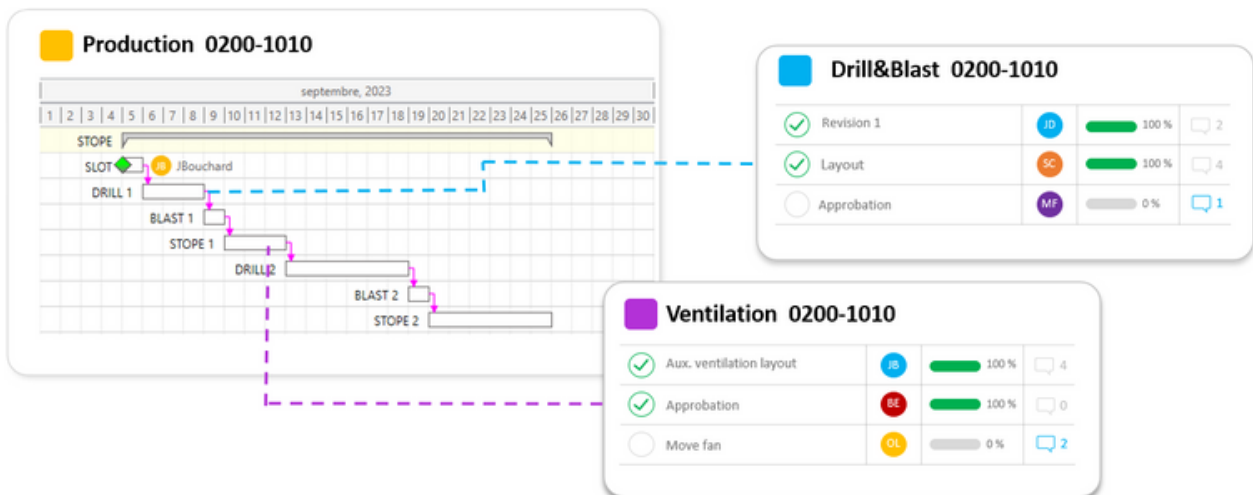 Production 0200-1010
septembre, 2023
1 2 3 4 5 6 7 8 9 10 11 12 13 14 15 16 17 18 19 20 21 22 23 24 25 26 27 28 29 30
STOPE
SLOT JB JBouchard
DRILL 1
BLAST 1
STOPE 1
DRILL 2
BLAST 2
STOPE 2
Drill&Blast 0200-1010
Revision 1 JD 100 % 2
Layout SC 100 % 4
Approbation MF 0 % 1
Ventilation 0200-1010
Aux. ventilation layout JB 100 % 4
Approbation BE 100 % 0
Move fan OL 0 % 2